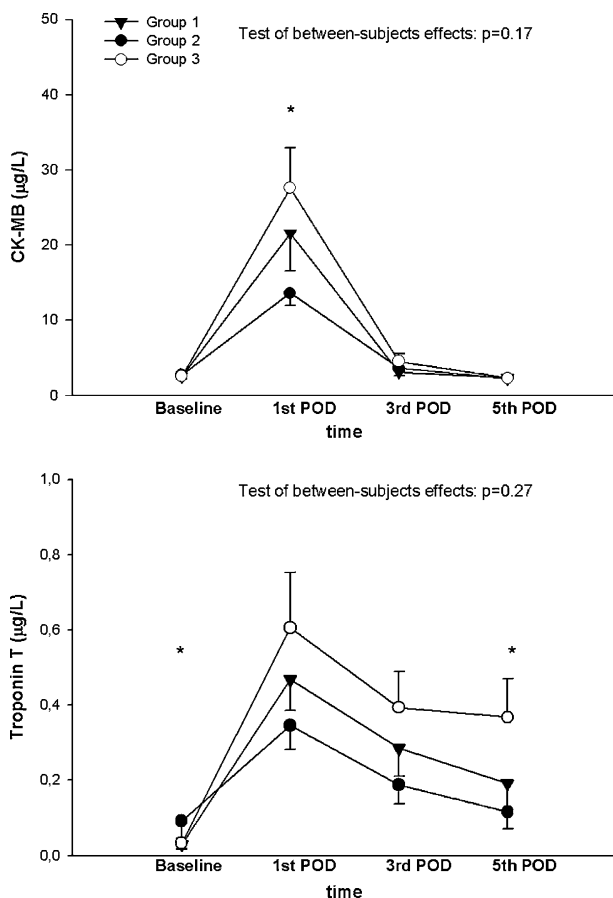 50
Group 1
Test of between-subjects effects: p=0.17
Group 2
Group 3
40
*
30
CK-MB (μg/L)
20
10
0
Baseline 1st POD 3rd POD 5th POD
time
1,0
Test of between-subjects effects: p=0.27
0,8
0,6
* *
Troponin T (μg/L)
0,4
0,2
0,0
Baseline 1st POD 3rd POD 5th POD
time